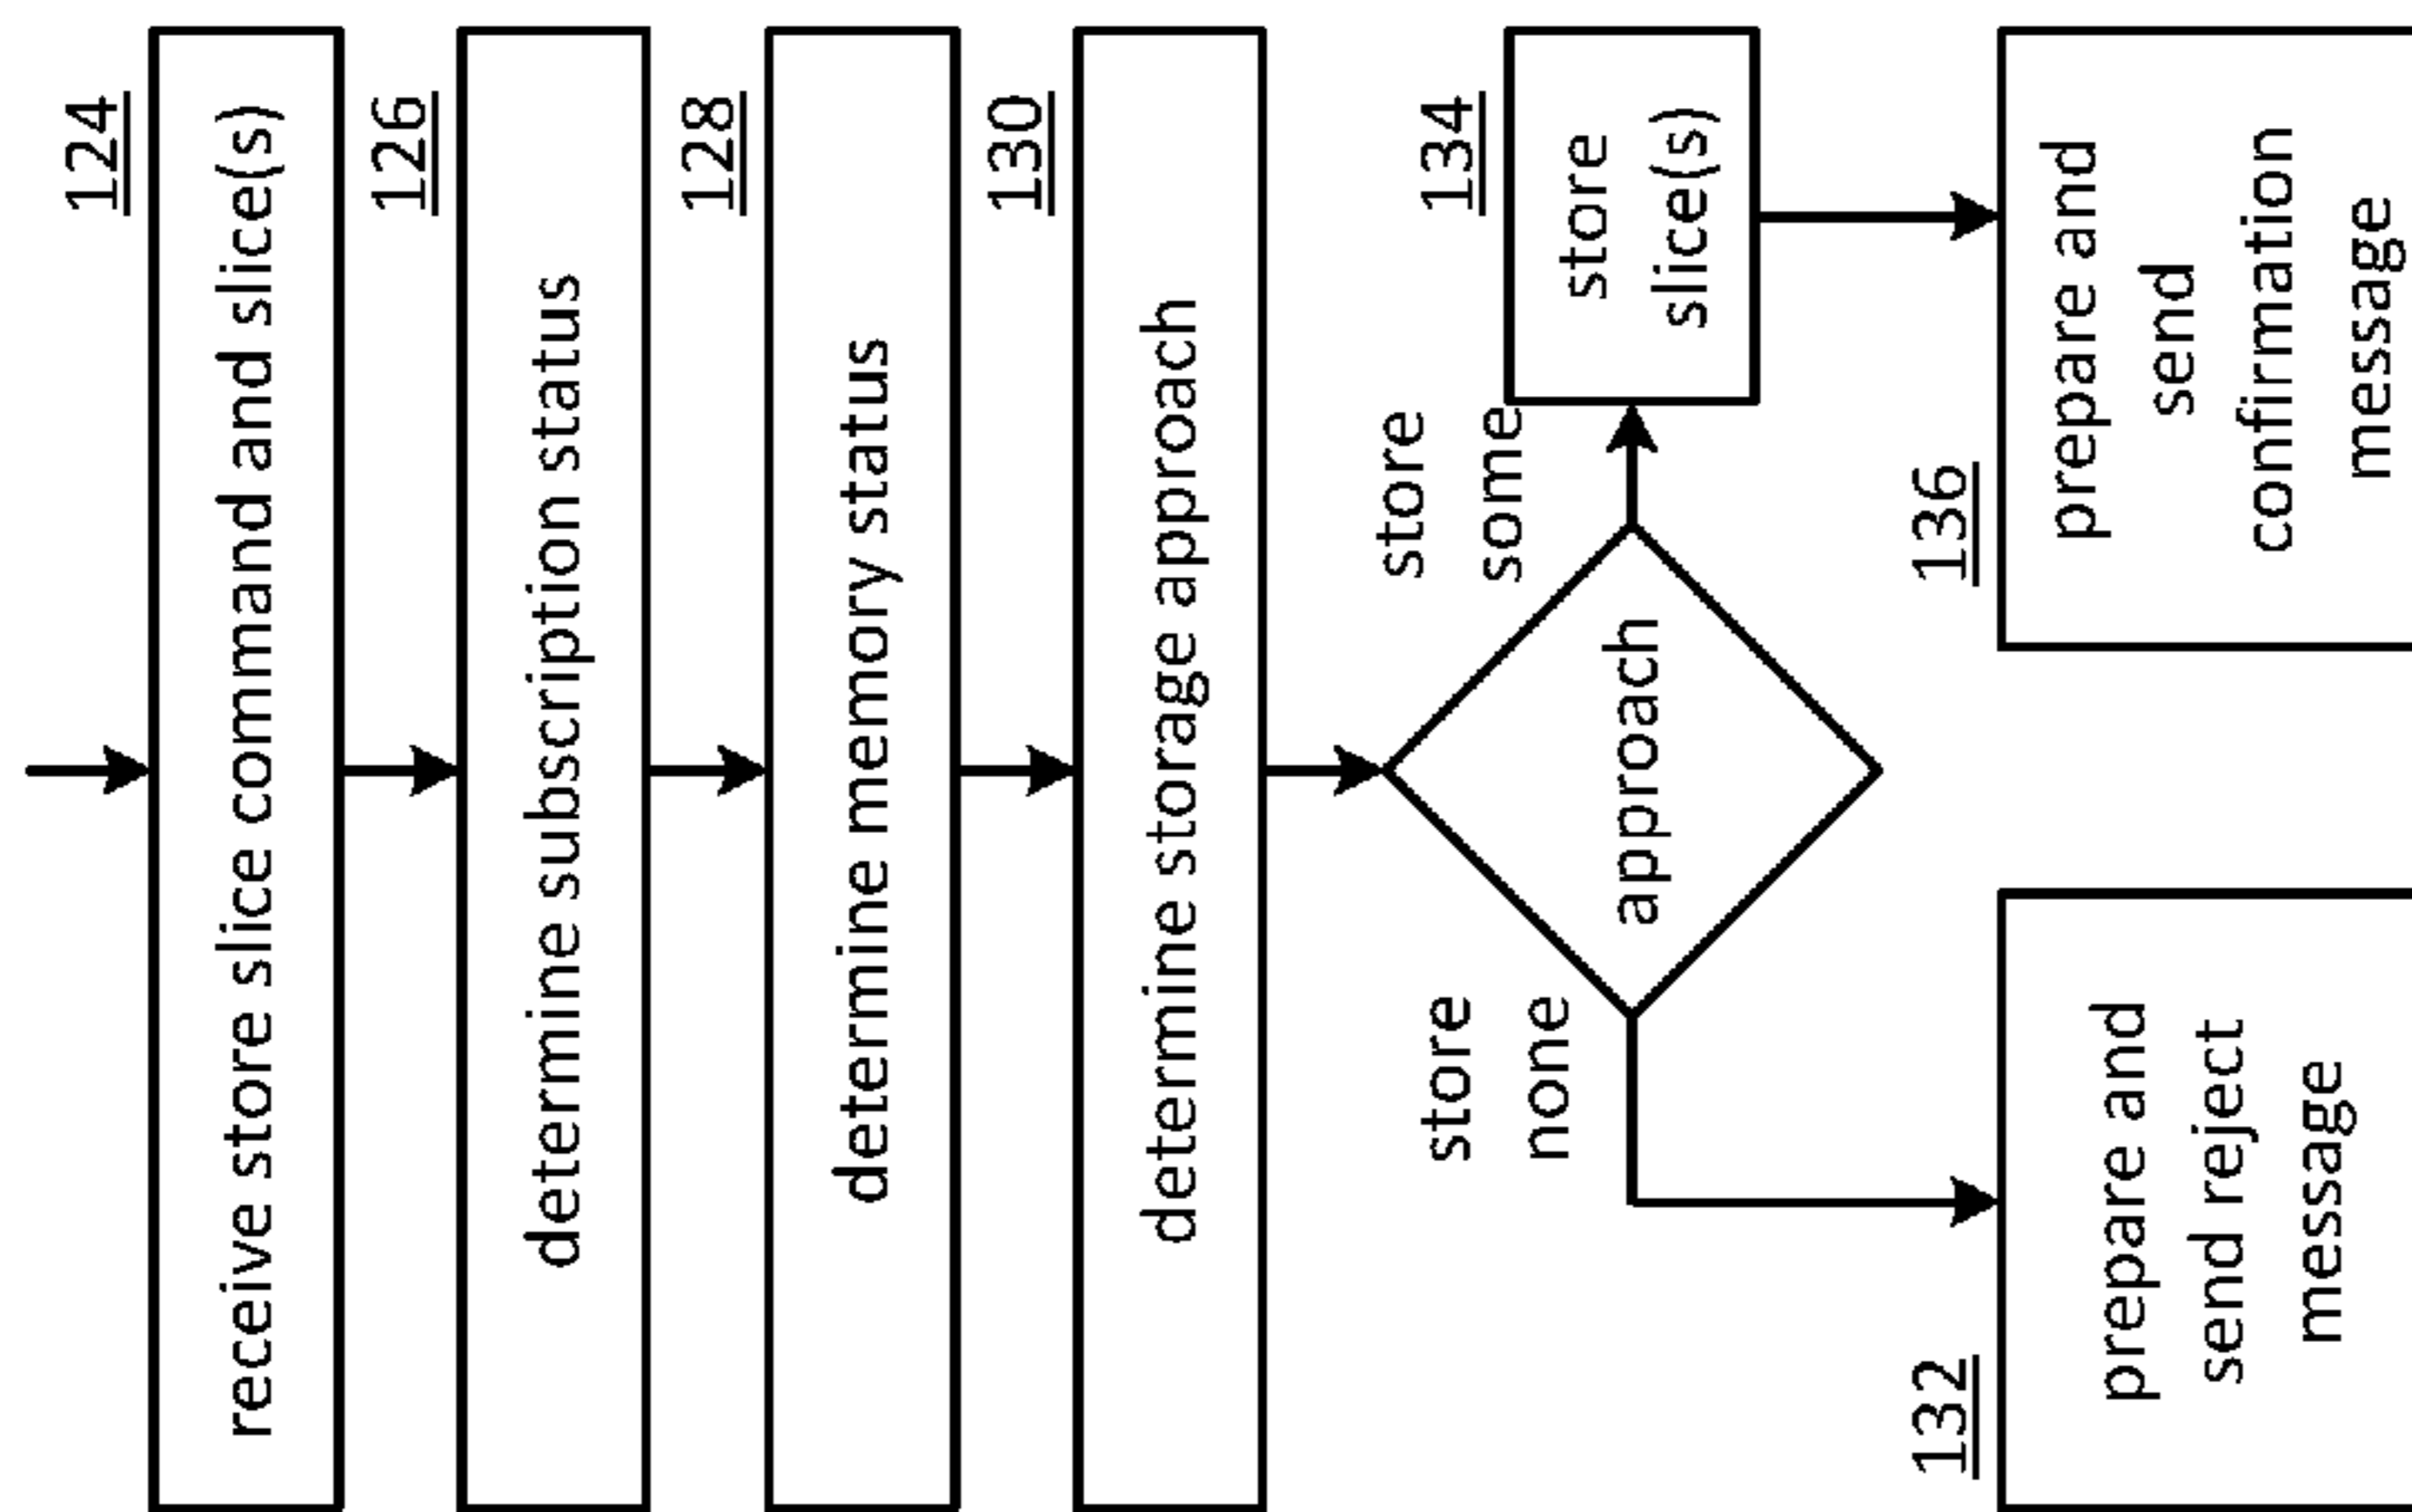 124
receive store slice command and slice(s)
126
determine subscription status
128
determine memory status
130
determine storage approach
approach
store
none
store
some
134
store
slice(s)
132
prepare and
send reject
message
136
prepare and
send
confirmation
message